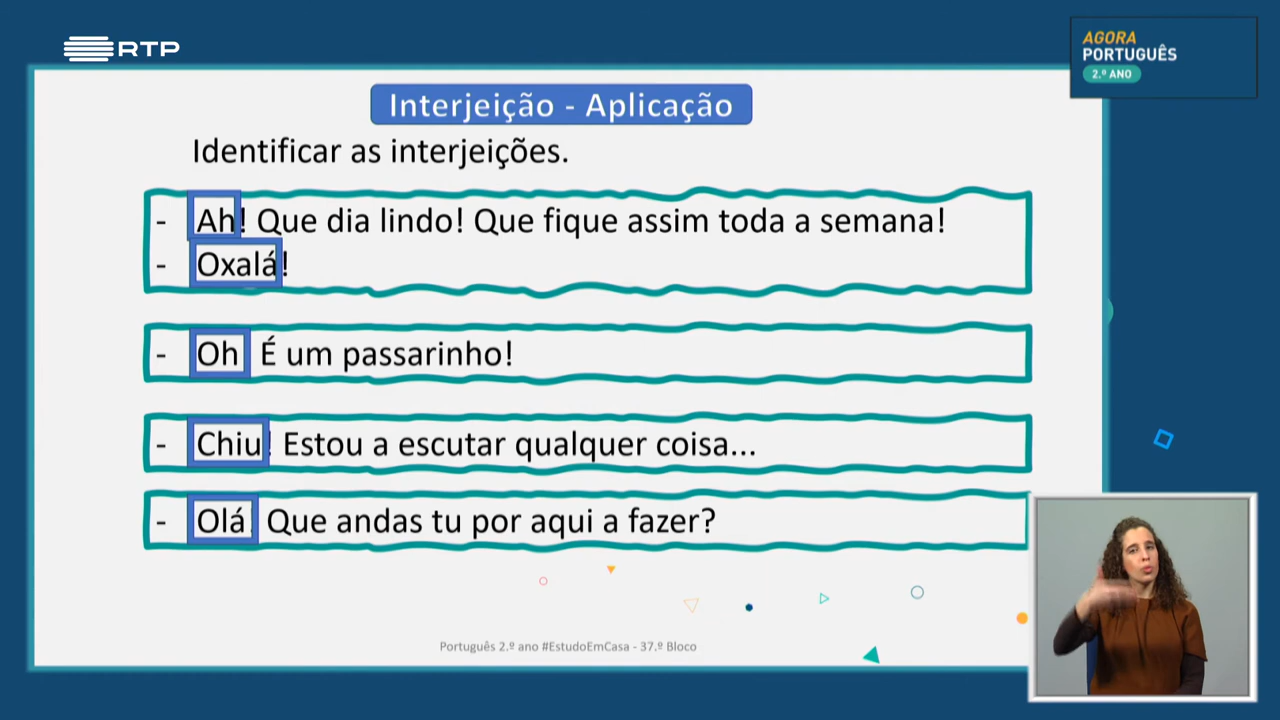 RTP
AGORA
PORTUGUÊS
2.º ANO
Interjeição - Aplicação
Identificar as interjeições.
- Ah! Que dia lindo! Que fique assim toda a semana!
- Oxalá!
- Oh É um passarinho!
- Chiu! Estou a escutar qualquer coisa...
- Olá Que andas tu por aqui a fazer?
Português 2.º ano #EstudoEmCasa - 37.º Bloco